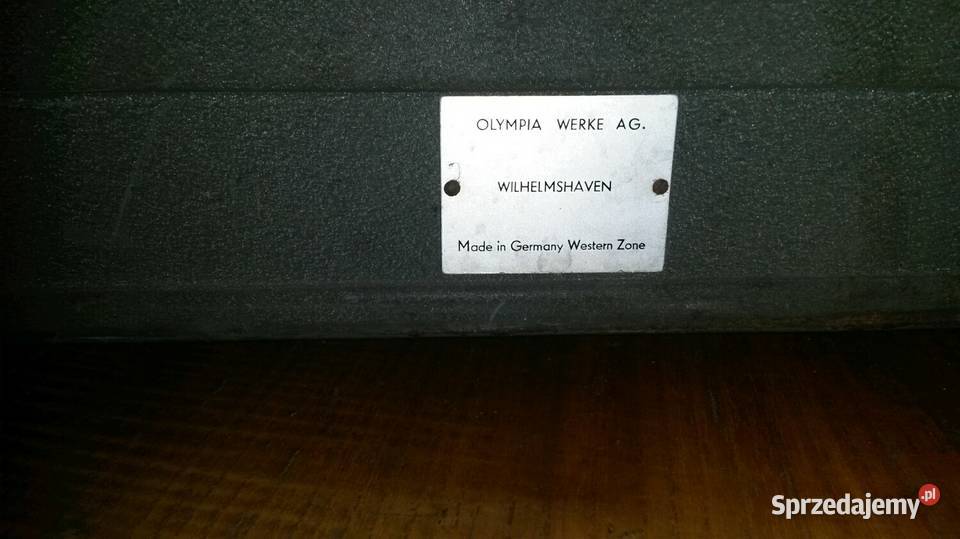 OLYMPIA WERKE AG.
WILHELMSHAVEN
Made in Germany Western Zone
Sprzedajemy.pl